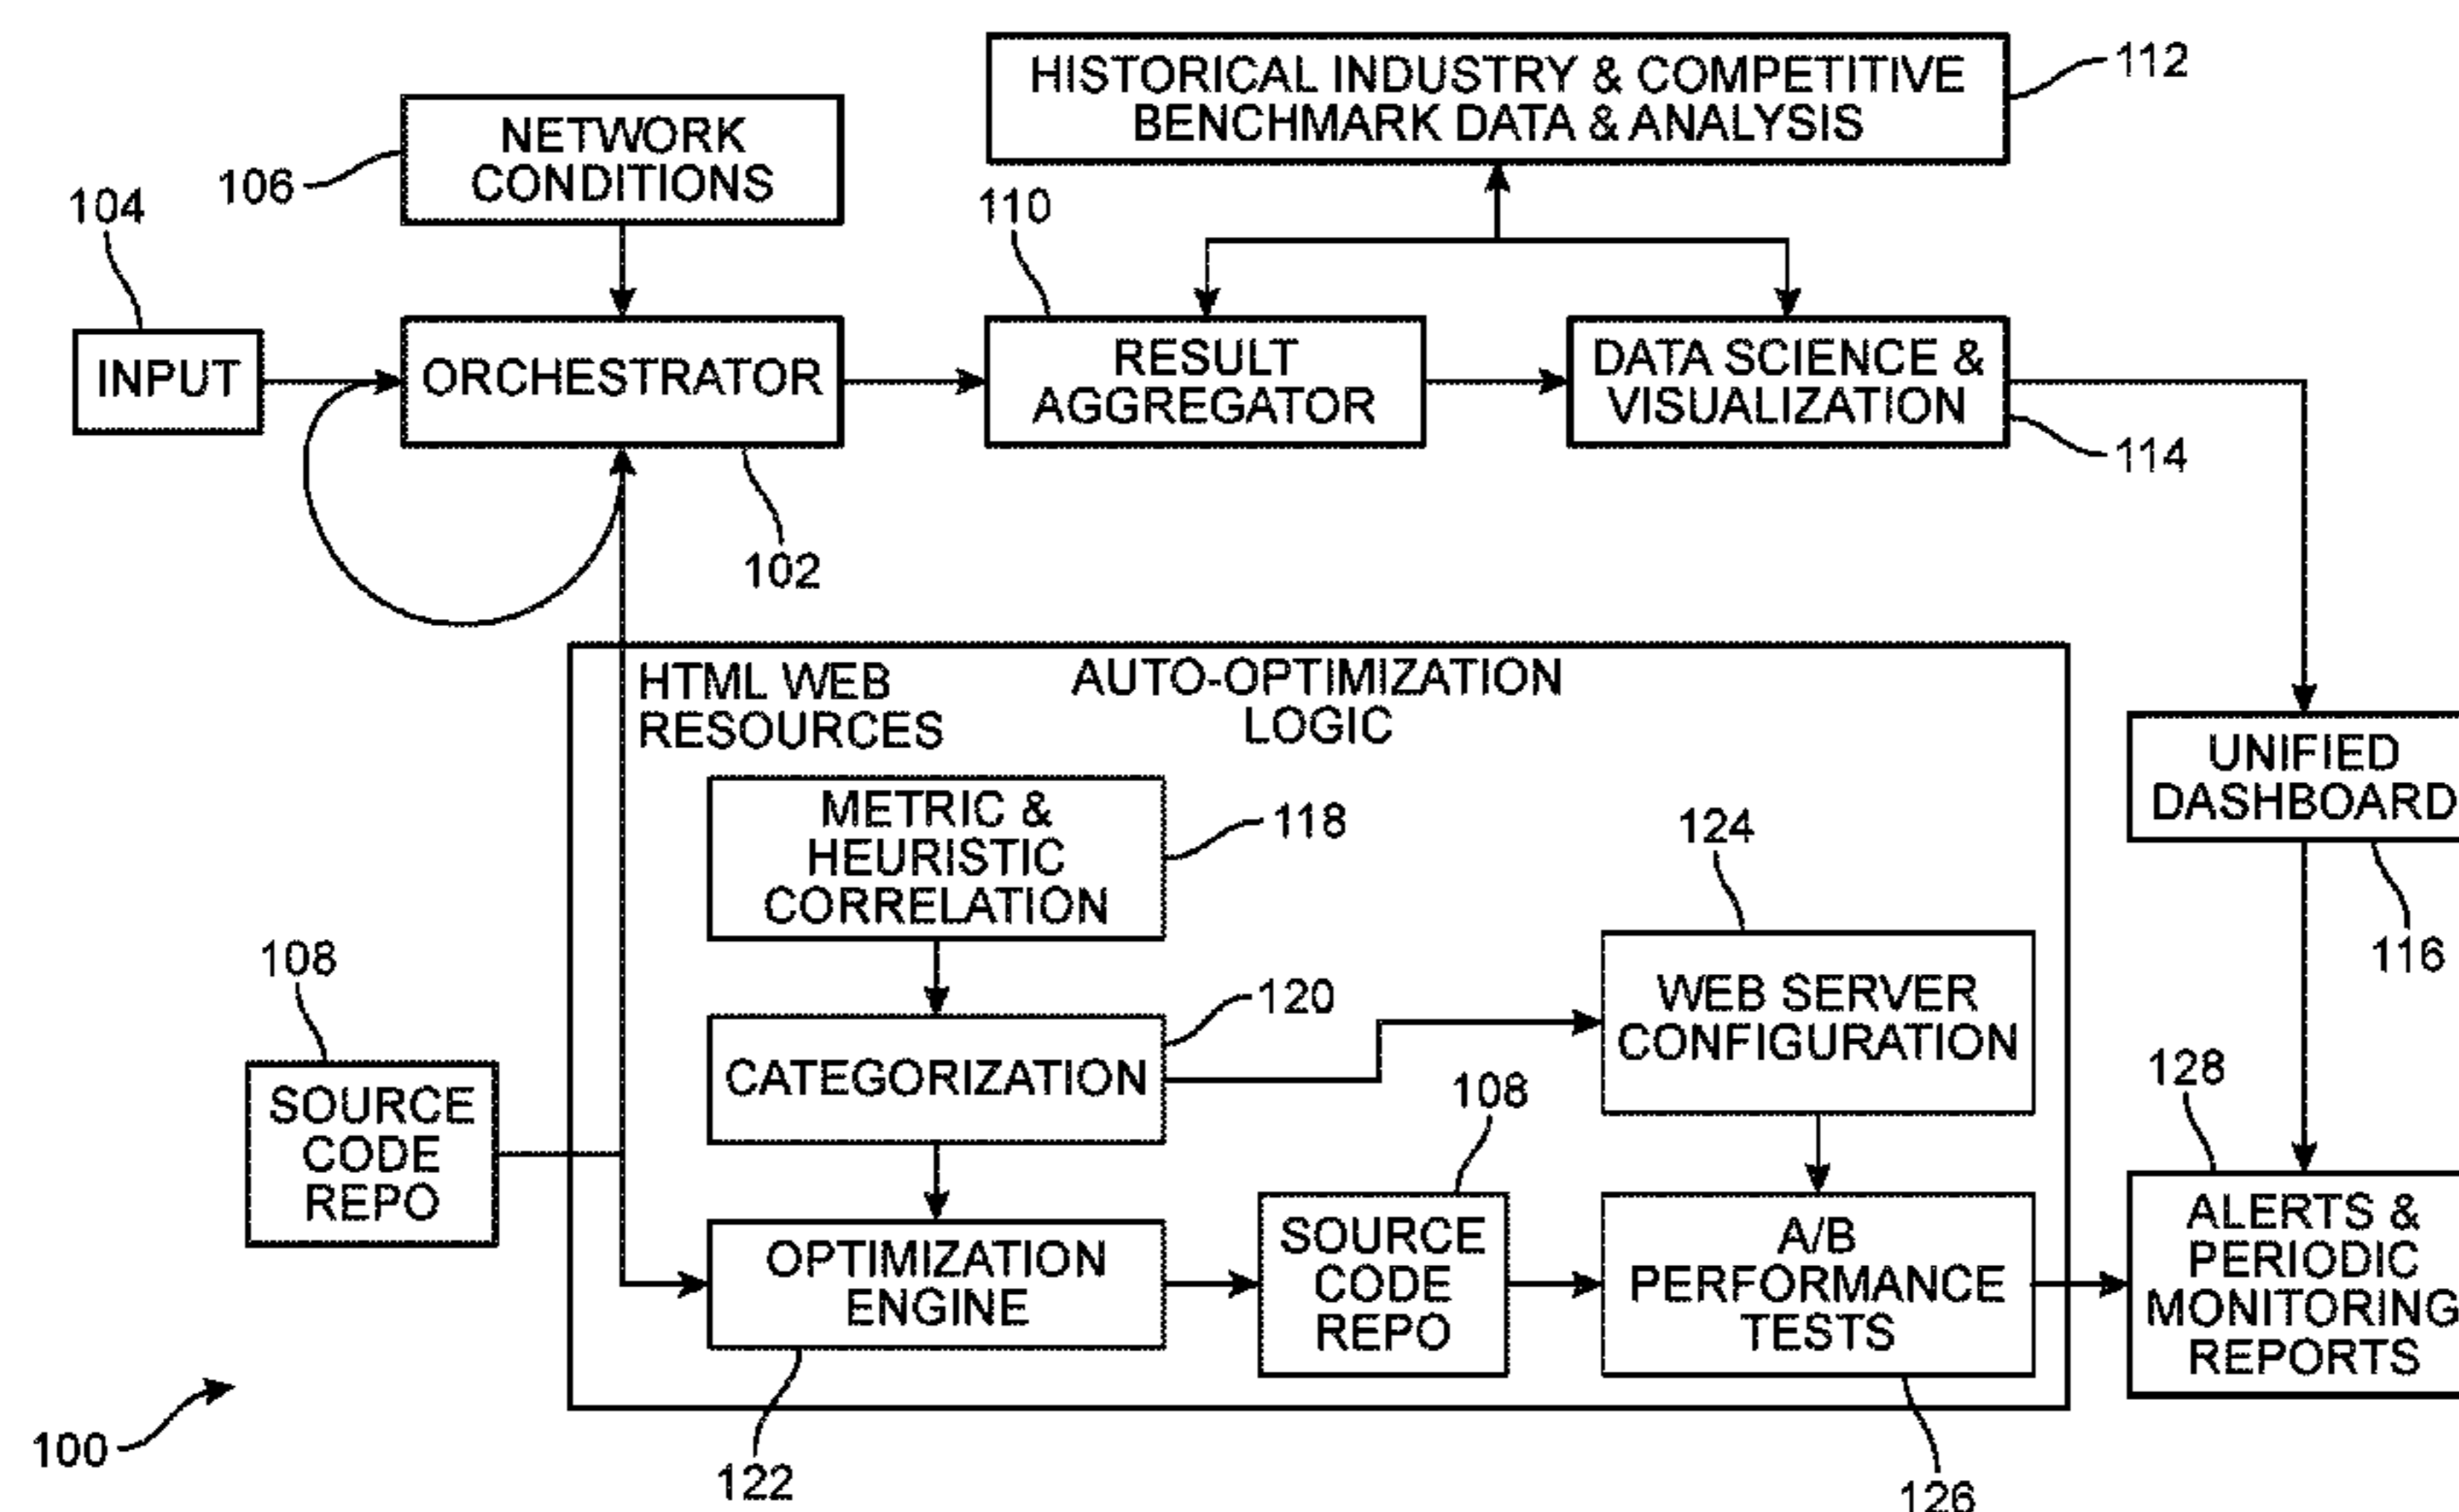 HISTORICAL INDUSTRY & COMPETITIVE
BENCHMARK DATA & ANALYSIS
112
NETWORK
CONDITIONS
106
104
110
INPUT
ORCHESTRATOR
RESULT
AGGREGATOR
DATA SCIENCE &
VISUALIZATION
114
102
HTML WEB
RESOURCES
AUTO-OPTIMIZATION
LOGIC
UNIFIED
DASHBOARD
116
METRIC &
HEURISTIC
CORRELATION
118
124
108
SOURCE
CODE
REPO
CATEGORIZATION
120
WEB SERVER
CONFIGURATION
108
128
OPTIMIZATION
ENGINE
122
SOURCE
CODE
REPO
A/B
PERFORMANCE
TESTS
126
ALERTS &
PERIODIC
MONITORING
REPORTS
100